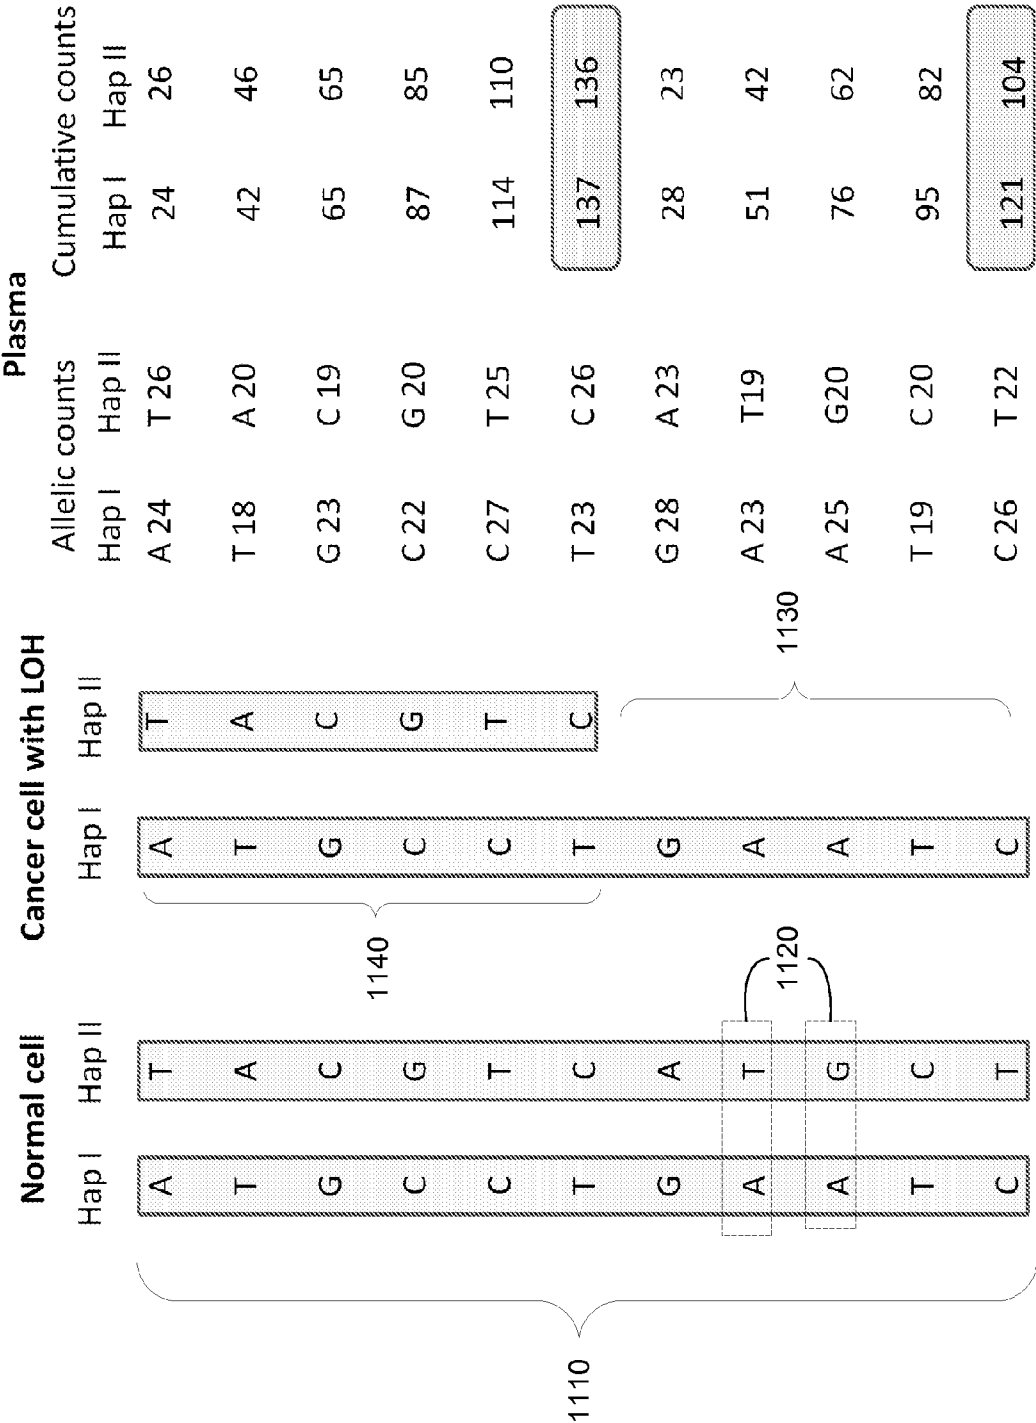 Plasma
Normal cell Cancer cell with LOH
Allelic counts Cumulative counts
Hap I Hap II Hap I Hap II Hap I Hap II Hap I Hap II
A T A T A 24 T 26 24 26
T A T A T 18 A 20 42 46
G C G C G 23 C 19 65 65
1140
C G C G C 22 G 20 87 85
C T C T C 27 T 25 114 110
1110
T C T C T 23 C 26 137 136
G A G G 28 A 23 28 23
1120
1130
A T A A 23 T19 51 42
A G A A 25 G20 76 62
T C T T 19 C 20 95 82
C T C C 26 T 22 121 104